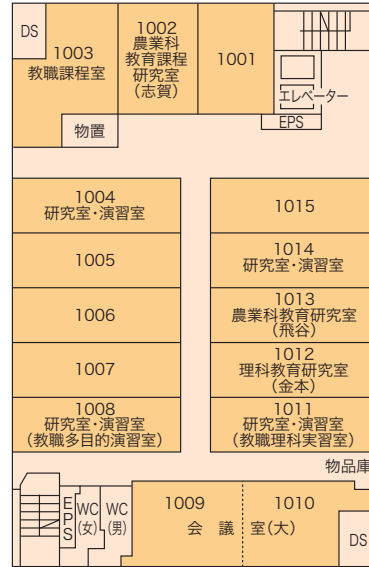 DS
1003
教職課程室
1002
農業科
教育課程
研究室
(志賀)
1001
エレベーター
EPS
物置
1004
研究室・演習室
1005
1006
1007
1008
研究室・演習室
(教職多目的演習室)
1015
1014
研究室・演習室
1013
農業科教育研究室
(飛谷)
1012
理科教育研究室
(金本)
1011
研究室・演習室
(教職理科実習室)
物品庫
EPS
WC
(女)
WC
(男)
1009 1010
会議室(大)
DS